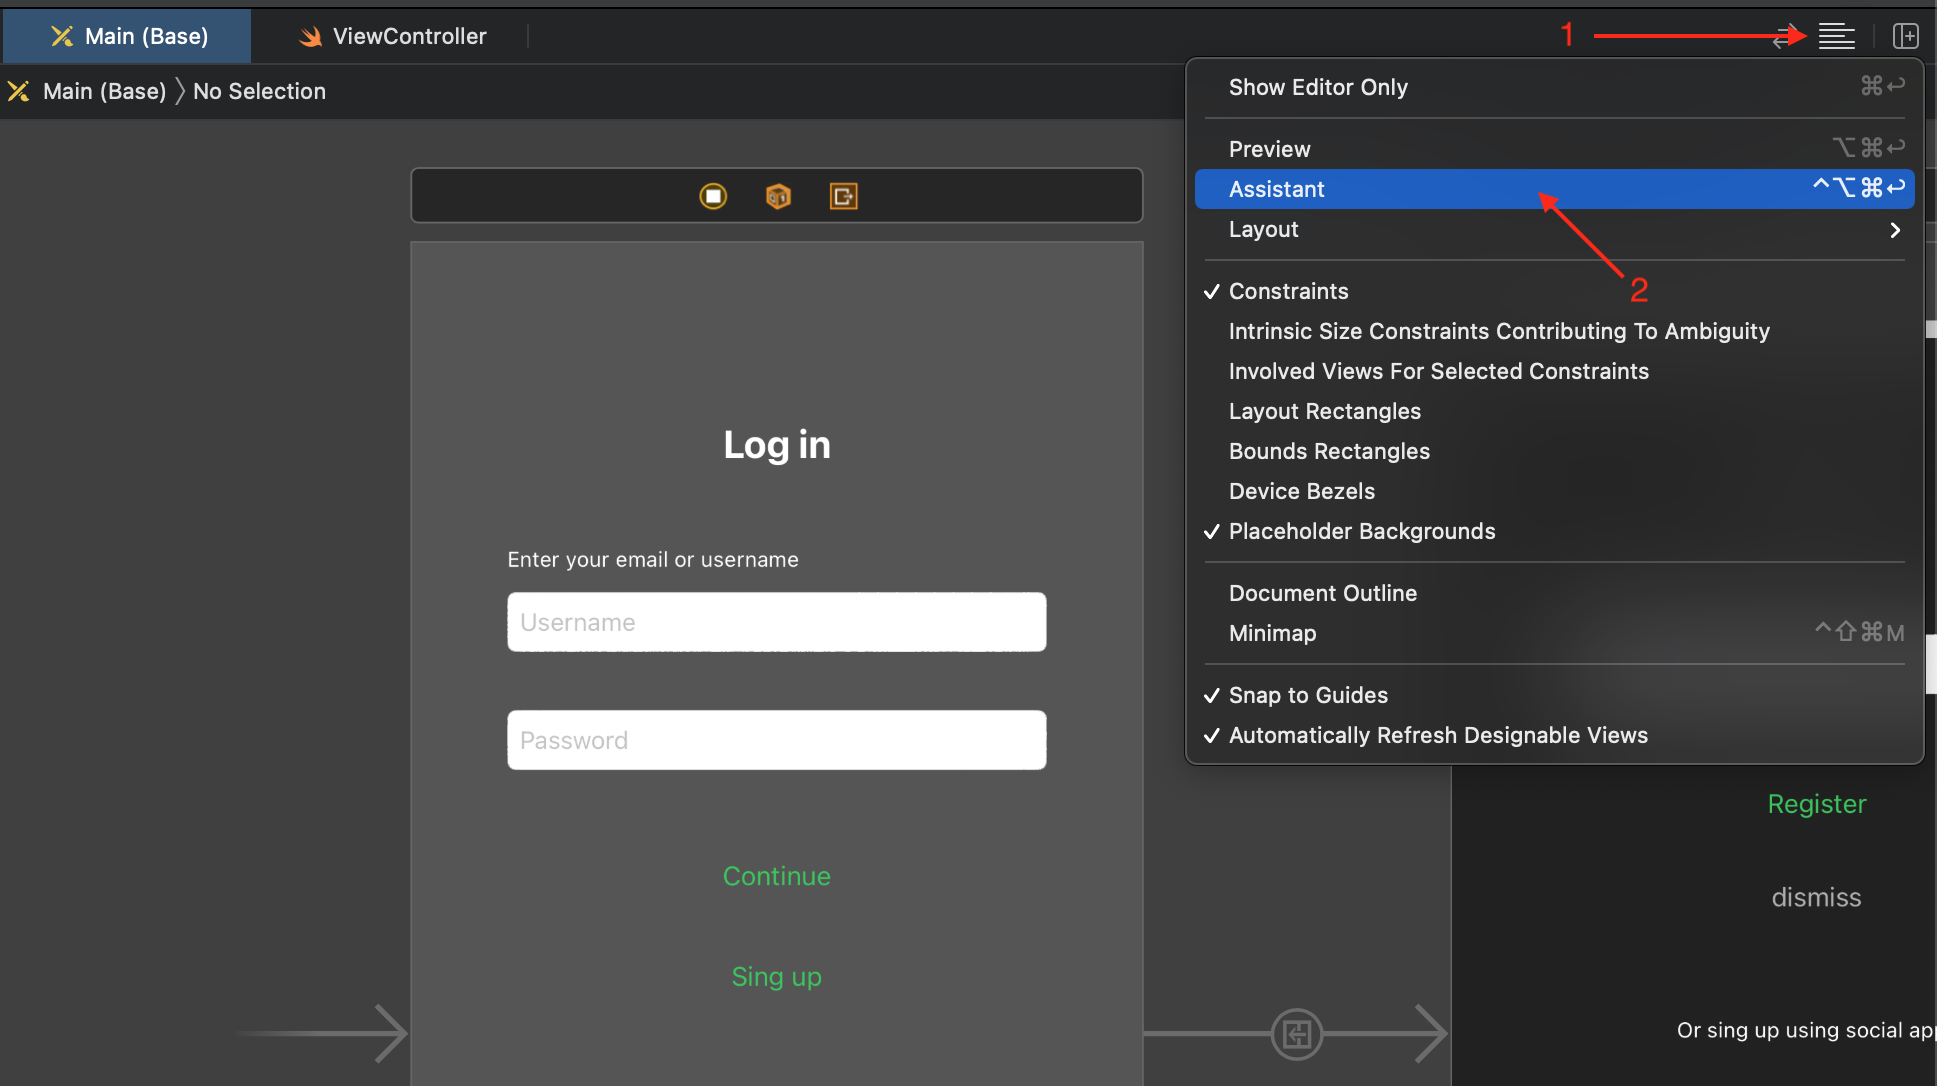 Main (Base)
ViewController
1
Main (Base) 〉 No Selection
Show Editor Only ⌘↩
Preview ⌥⌘↩
Assistant ^⌥⌘↩
Layout
2
✓ Constraints
Intrinsic Size Constraints Contributing To Ambiguity
Involved Views For Selected Constraints
Layout Rectangles
Bounds Rectangles
Device Bezels
✓ Placeholder Backgrounds
Document Outline
Minimap ^⇧⌘M
✓ Snap to Guides
✓ Automatically Refresh Designable Views
Log in
Enter your email or username
Username
Password
Continue
Sing up
Register
dismiss
Or sing up using social